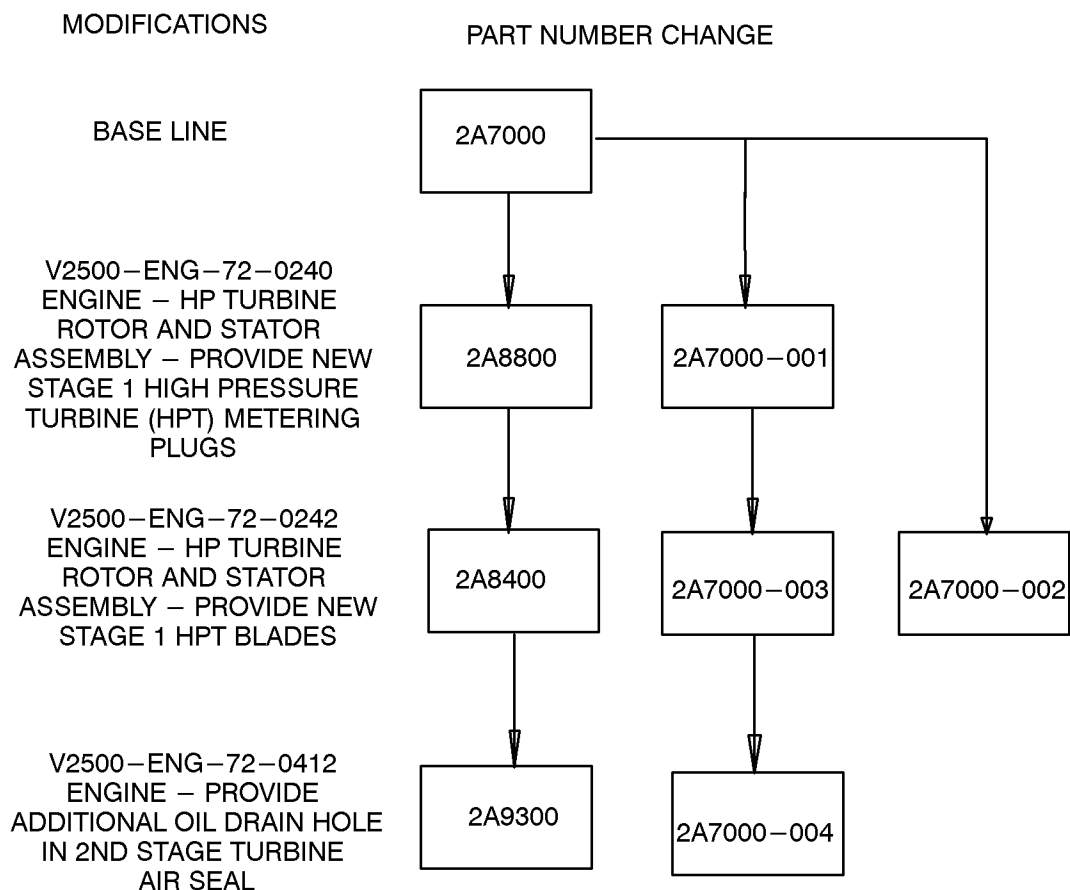 MODIFICATIONS
PART NUMBER CHANGE
BASE LINE
2A7000
V2500−ENG−72−0240
ENGINE − HP TURBINE
ROTOR AND STATOR
ASSEMBLY − PROVIDE NEW
STAGE 1 HIGH PRESSURE
TURBINE (HPT) METERING
PLUGS
2A8800
2A7000−001
V2500−ENG−72−0242
ENGINE − HP TURBINE
ROTOR AND STATOR
ASSEMBLY − PROVIDE NEW
STAGE 1 HPT BLADES
2A8400
2A7000−003
2A7000−002
V2500−ENG−72−0412
ENGINE − PROVIDE
ADDITIONAL OIL DRAIN HOLE
IN 2ND STAGE TURBINE
AIR SEAL
2A9300
2A7000−004